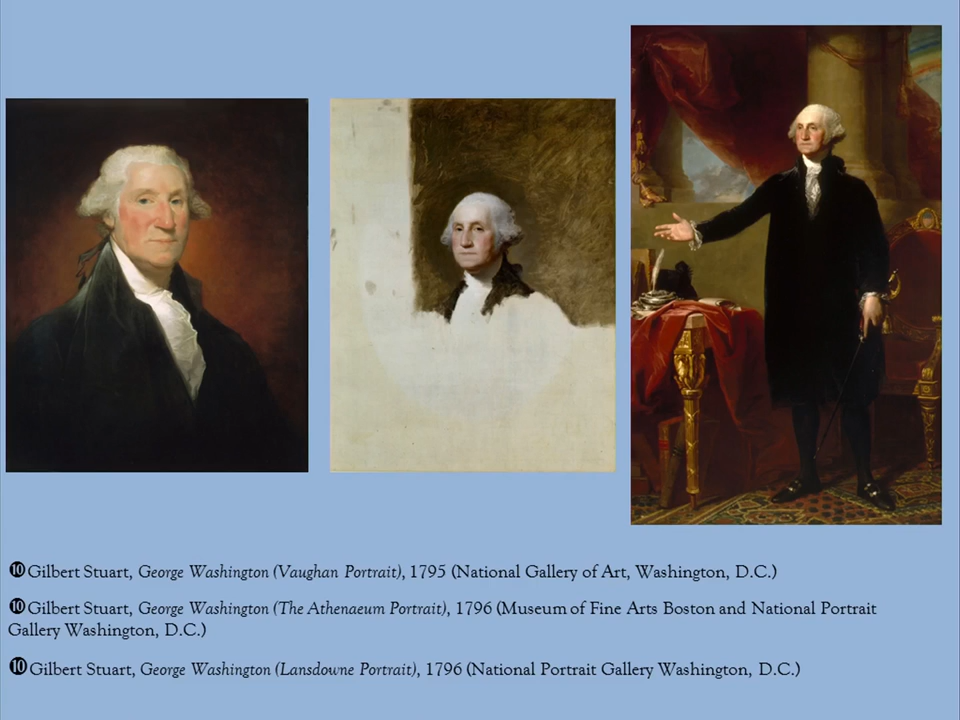 ❿Gilbert Stuart, George Washington (Vaughan Portrait), 1795 (National Gallery of Art, Washington, D.C.)
❿Gilbert Stuart, George Washington (The Athenaeum Portrait), 1796 (Museum of Fine Arts Boston and National Portrait
Gallery Washington, D.C.)
❿Gilbert Stuart, George Washington (Lansdowne Portrait), 1796 (National Portrait Gallery Washington, D.C.)